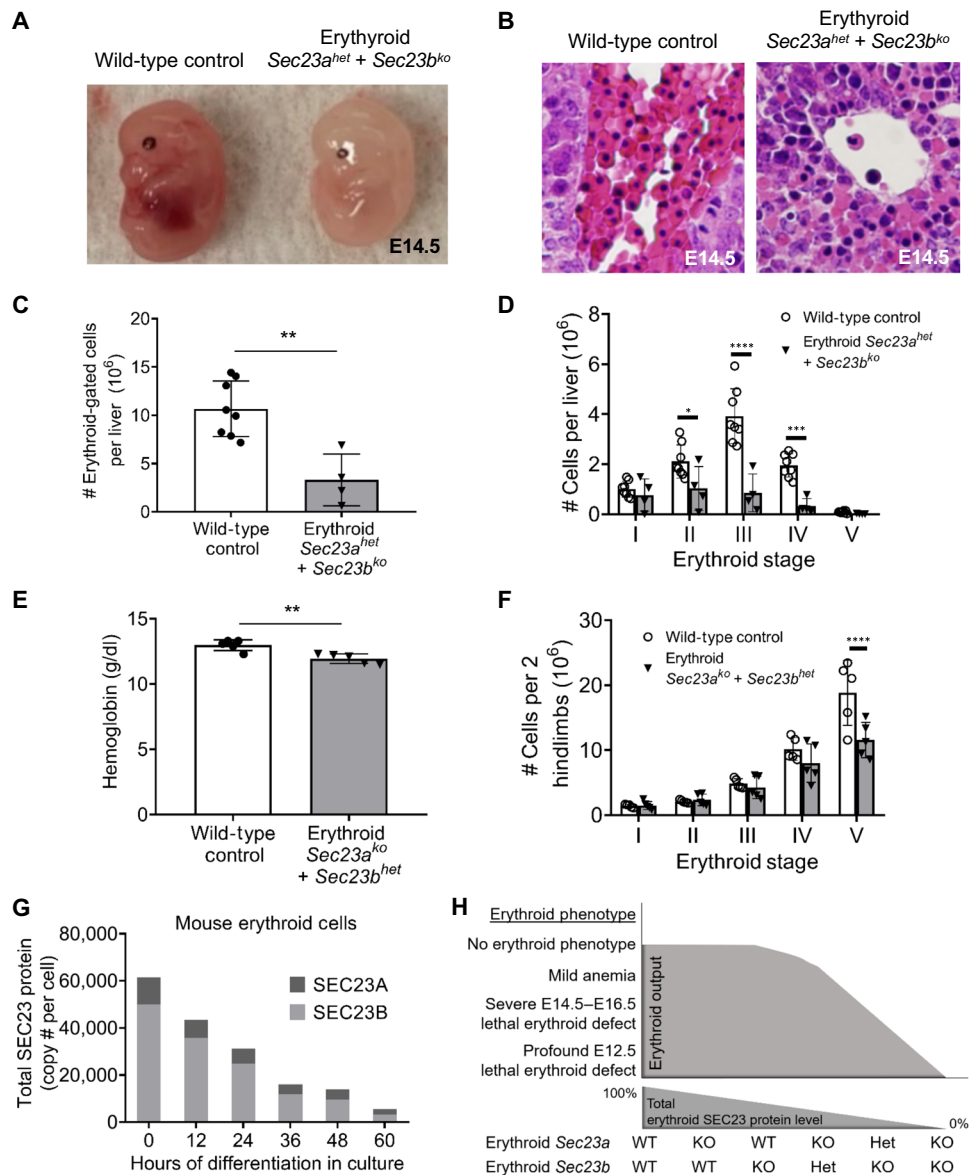 A
Wild-type control
Erythyroid
Sec23a^het + Sec23b^ko
E14.5
B
Wild-type control
Erythyroid
Sec23a^het + Sec23b^ko
E14.5
E14.5
C
# Erythroid-gated cells
per liver (10^6)
20
15
10
5
0
**
Wild-type
control
Erythroid
Sec23a^het
+ Sec23b^ko
D
# Cells per liver (10^6)
8
6
4
2
0
Wild-type control
Erythroid Sec23a^het
+ Sec23b^ko
*
****
***
I II III IV V
Erythroid stage
E
Hemoglobin (g/dl)
15
10
5
0
**
Wild-type
control
Erythroid
Sec23a^ko
+ Sec23b^het
F
# Cells per 2
hindlimbs (10^6)
30
20
10
0
Wild-type control
Erythroid
Sec23a^ko + Sec23b^het
****
I II III IV V
Erythroid stage
G
Mouse erythroid cells
Total SEC23 protein
(copy # per cell)
80,000
60,000
40,000
20,000
0
SEC23A
SEC23B
0 12 24 36 48 60
Hours of differentiation in culture
H
Erythroid phenotype
No erythroid phenotype
Mild anemia
Severe E14.5–E16.5
lethal erythroid defect
Profound E12.5
lethal erythroid defect
Erythroid output
100%
Total
erythroid SEC23 protein level
0%
Erythroid Sec23a WT KO WT KO Het KO
Erythroid Sec23b WT WT KO Het KO KO